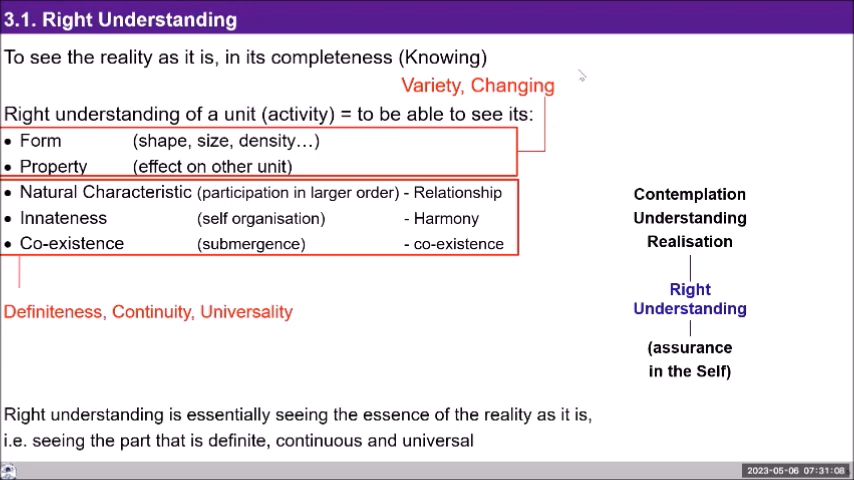 3.1. Right Understanding
To see the reality as it is, in its completeness (Knowing)
Variety, Changing
Right understanding of a unit (activity) = to be able to see its:
• Form (shape, size, density…)
• Property (effect on other unit)
• Natural Characteristic (participation in larger order) - Relationship
• Innateness (self organisation) - Harmony
• Co-existence (submergence) - co-existence
Definiteness, Continuity, Universality
Contemplation
Understanding
Realisation
Right
Understanding
(assurance
in the Self)
Right understanding is essentially seeing the essence of the reality as it is,
i.e. seeing the part that is definite, continuous and universal
2023-05-06 07:31:08